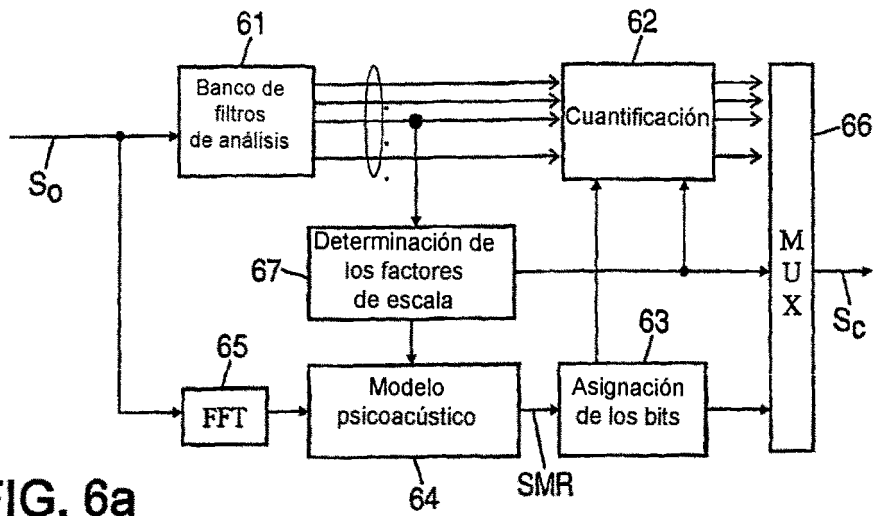 61
62
Banco de
filtros
de análisis
Cuantificación
66
So
Determinación de
los factores
de escala
67
M
U
X
Sc
63
65
FFT
Modelo
psicoacústico
Asignación
de los bits
64
SMR
FIG. 6a